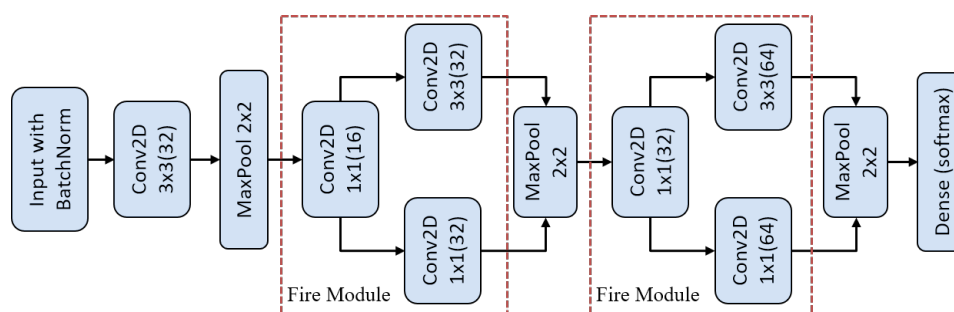 Input with
BatchNorm
Conv2D
3x3(32)
MaxPool 2x2
Conv2D
1x1(16)
Conv2D
3x3(32)
Conv2D
1x1(32)
Fire Module
MaxPool
2x2
Conv2D
1x1(32)
Conv2D
3x3(64)
Conv2D
1x1(64)
Fire Module
MaxPool
2x2
Dense (softmax)